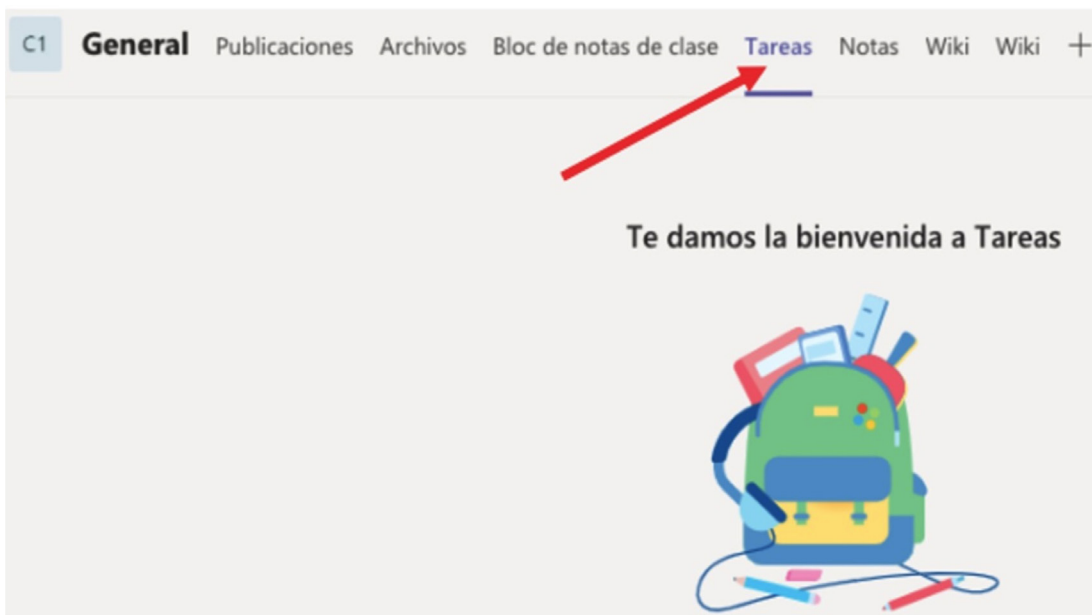 C1 General Publicaciones Archivos Bloc de notas de clase Tareas Notas Wiki Wiki +
Te damos la bienvenida a Tareas